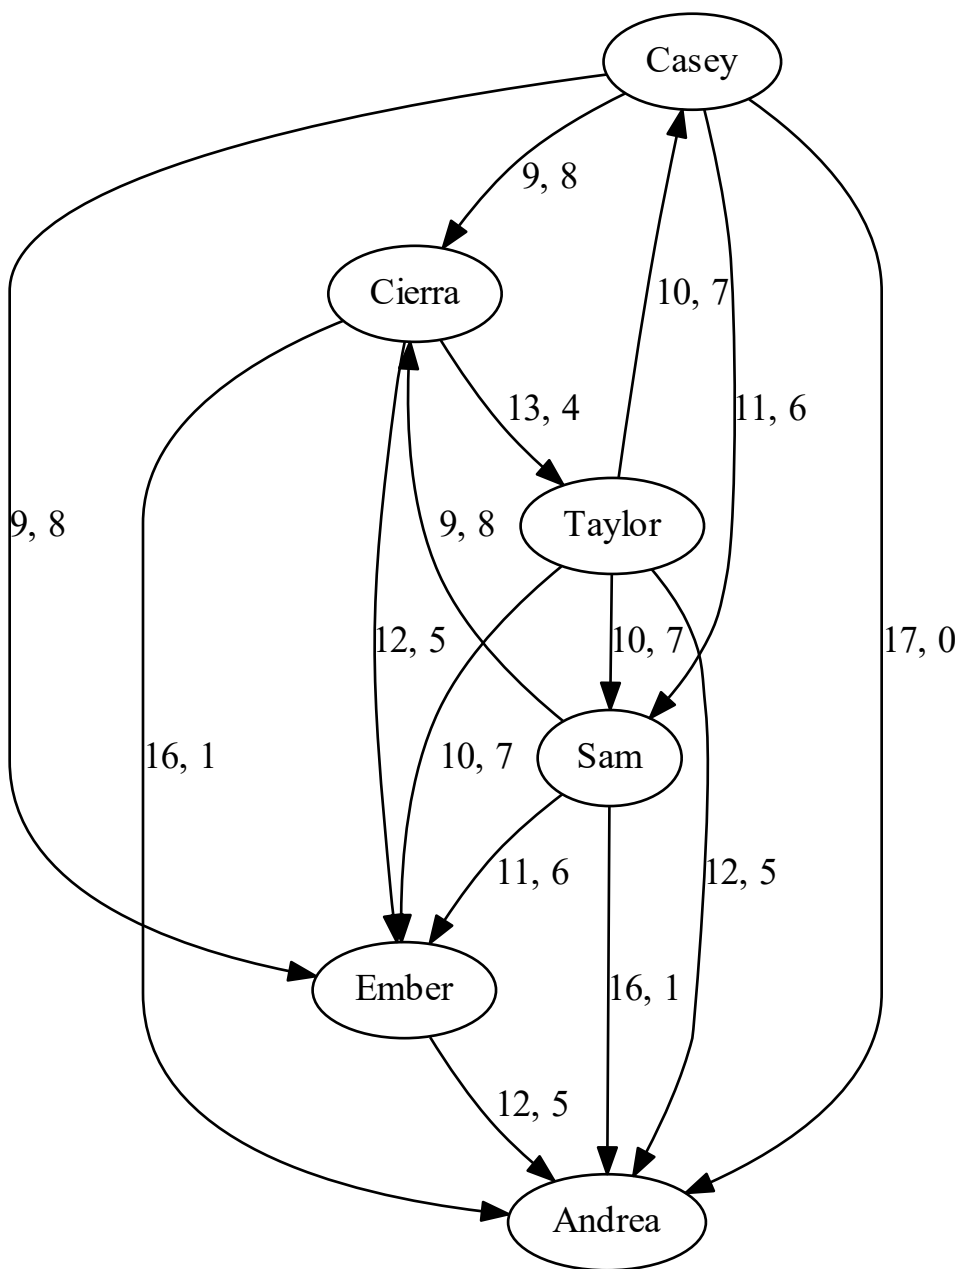 Casey
9, 8
Cierra
10, 7
13, 4
11, 6
9, 8
9, 8
Taylor
12, 5
10, 7
17, 0
16, 1
10, 7
Sam
11, 6
12, 5
Ember
16, 1
12, 5
Andrea